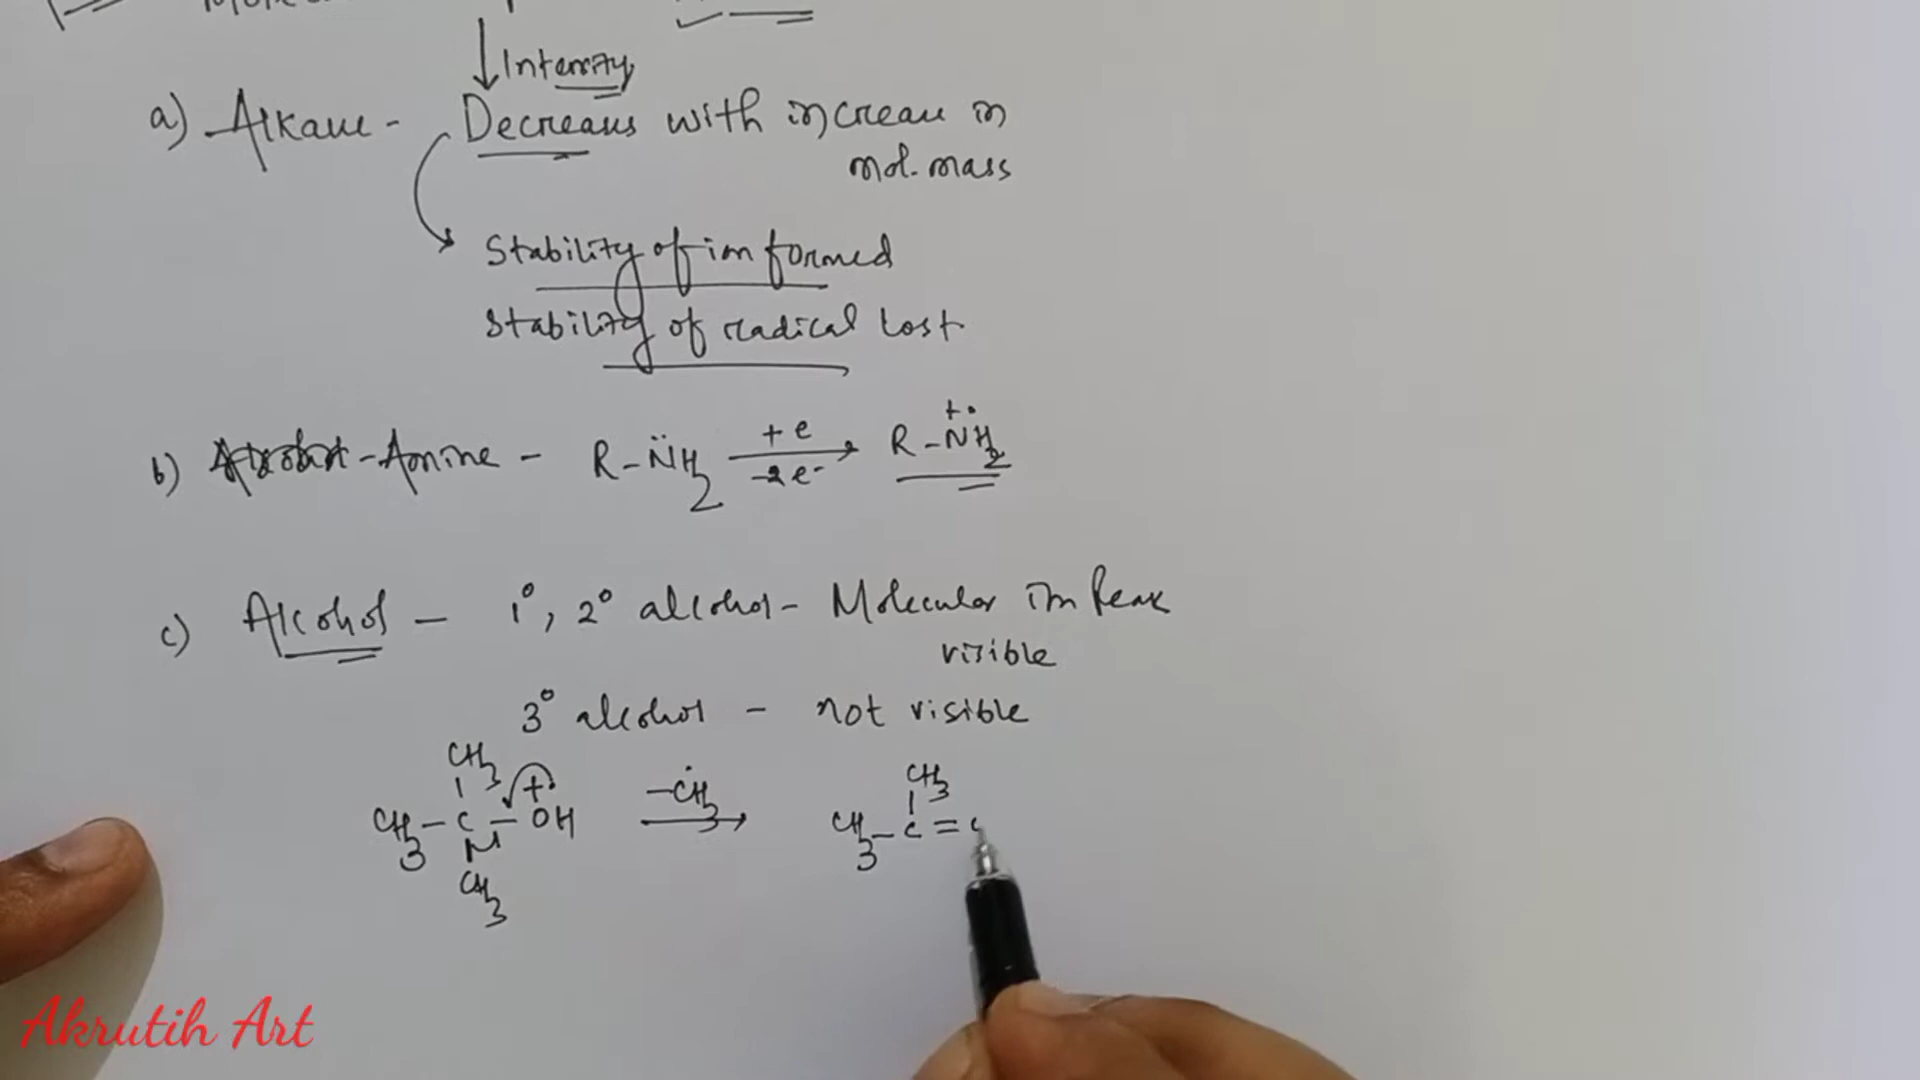 ↓ Intensity
a) Alkane - Decreases with increase in
mol. mass
Stability of ion formed
Stability of radical lost
b) Amine - R-N̈H2 +e → -2e- R-N+•H2
c) Alcohol - 1°, 2° alcohol - Molecular ion Peak
visible
3° alcohol - not visible
CH3 CH3
CH3-C-OH +• -ĊH3 → CH3-C=
CH3
Akrutih Art